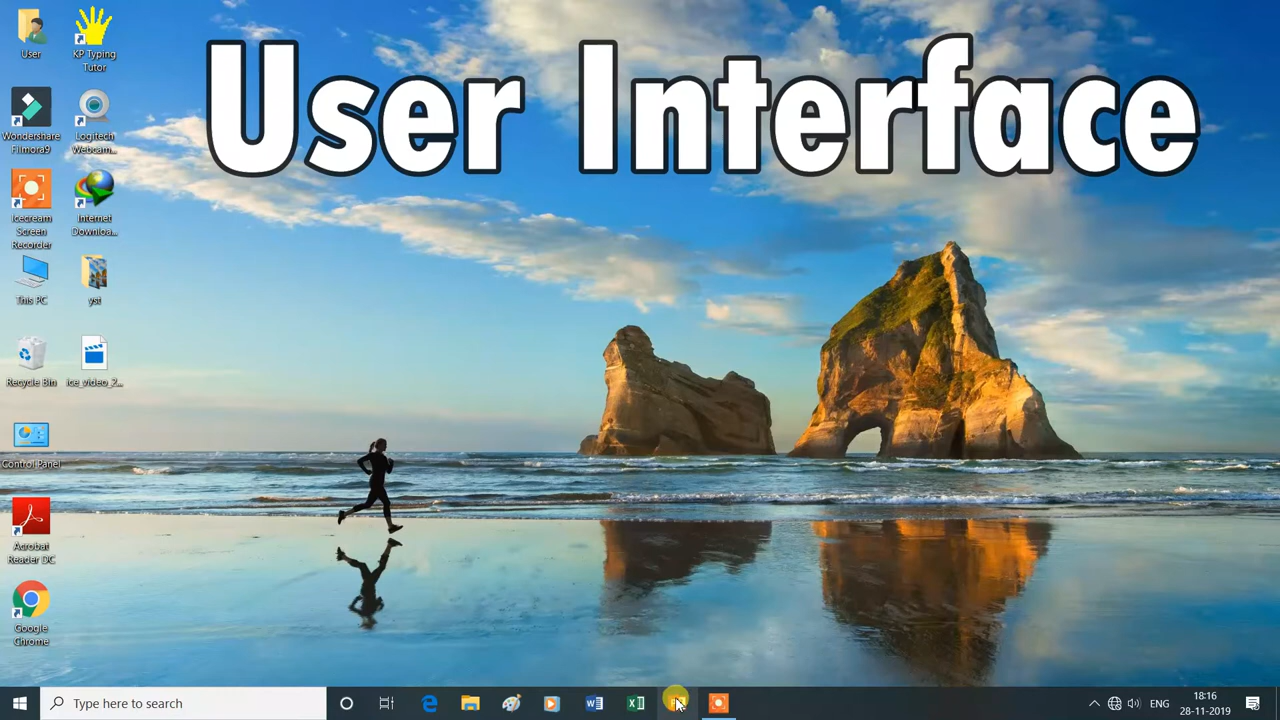 User Interface
User
KP Typing
Tutor
Wondershare
Filmora9
Logitech
Webcam...
Icecream
Screen
Recorder
Internet
Downloa...
This PC
yst
Recycle Bin
ice_video_2...
Control Panel
Acrobat
Reader DC
Google
Chrome
Type here to search
ENG
18:16
28-11-2019